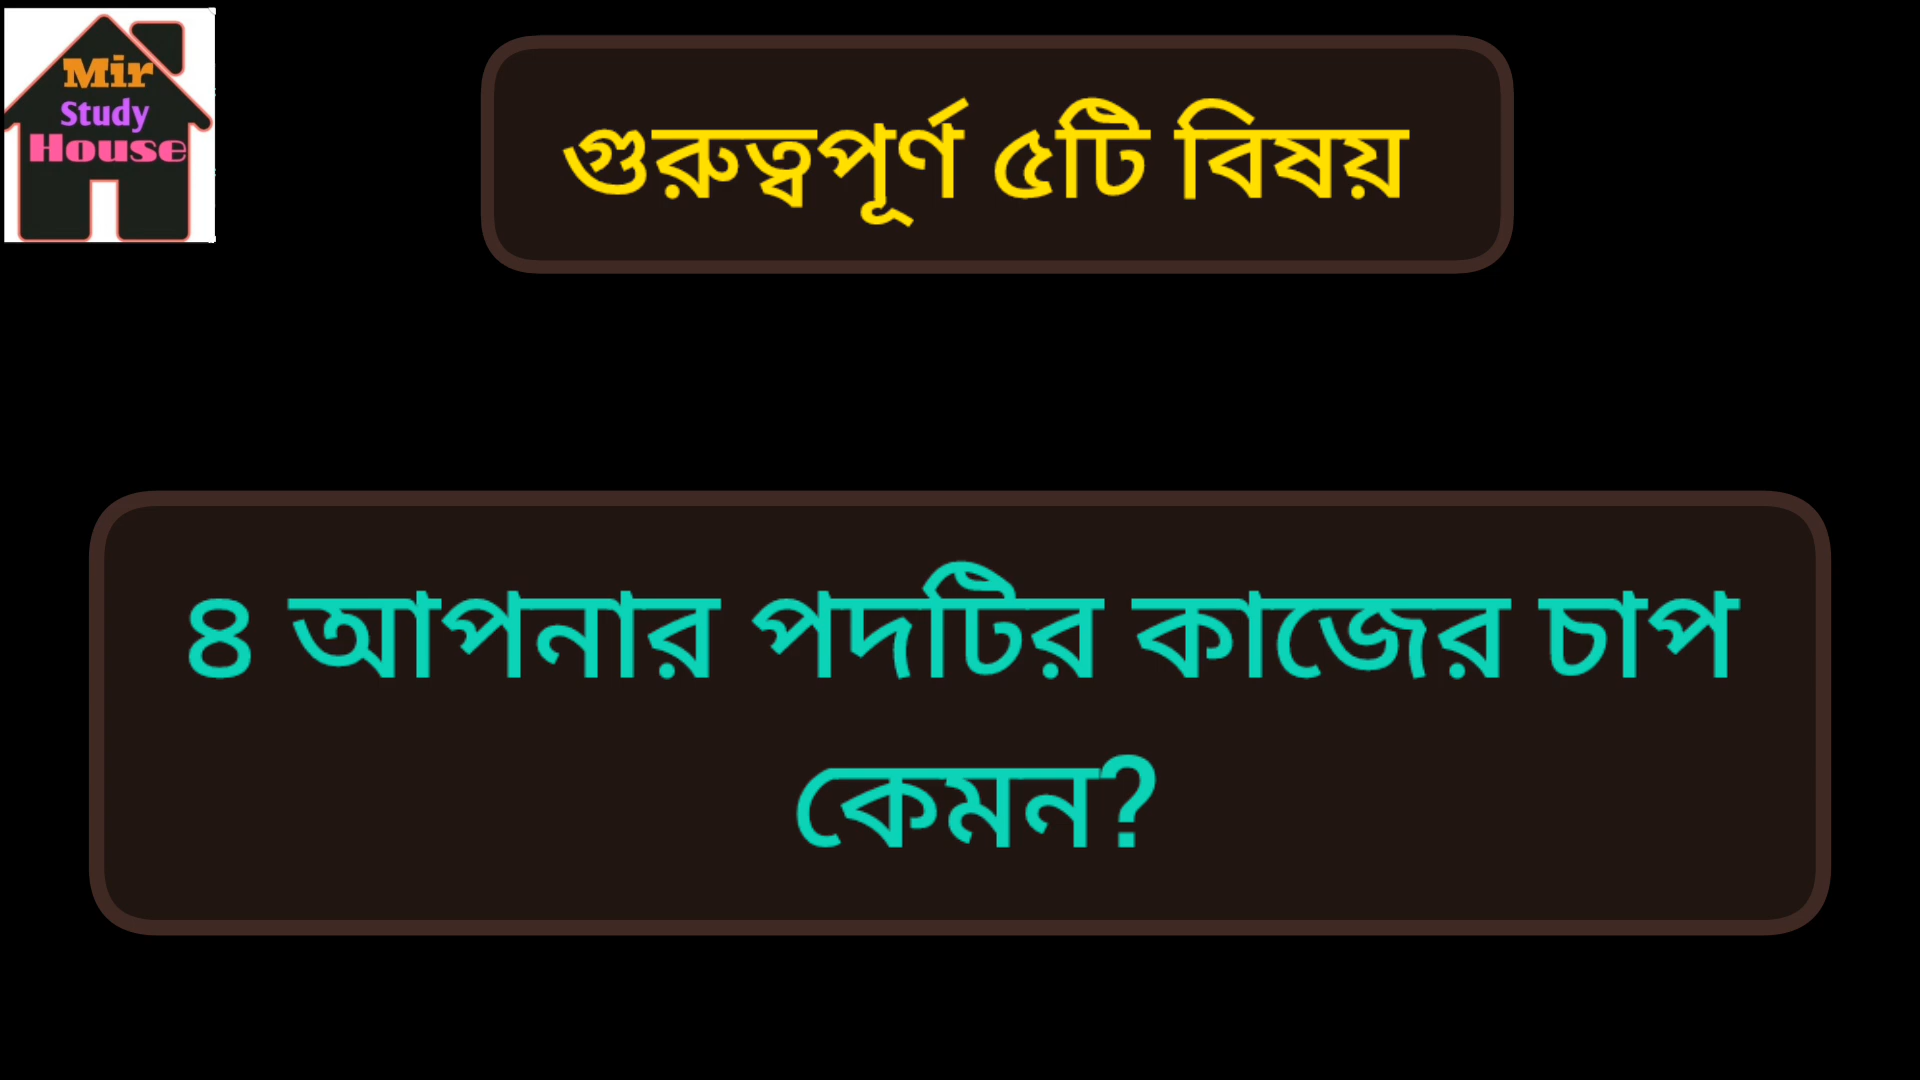 Mir
Study
House
গুরুত্বপূর্ণ ৫টি বিষয়
৪ আপনার পদটির কাজের চাপ
কেমন?